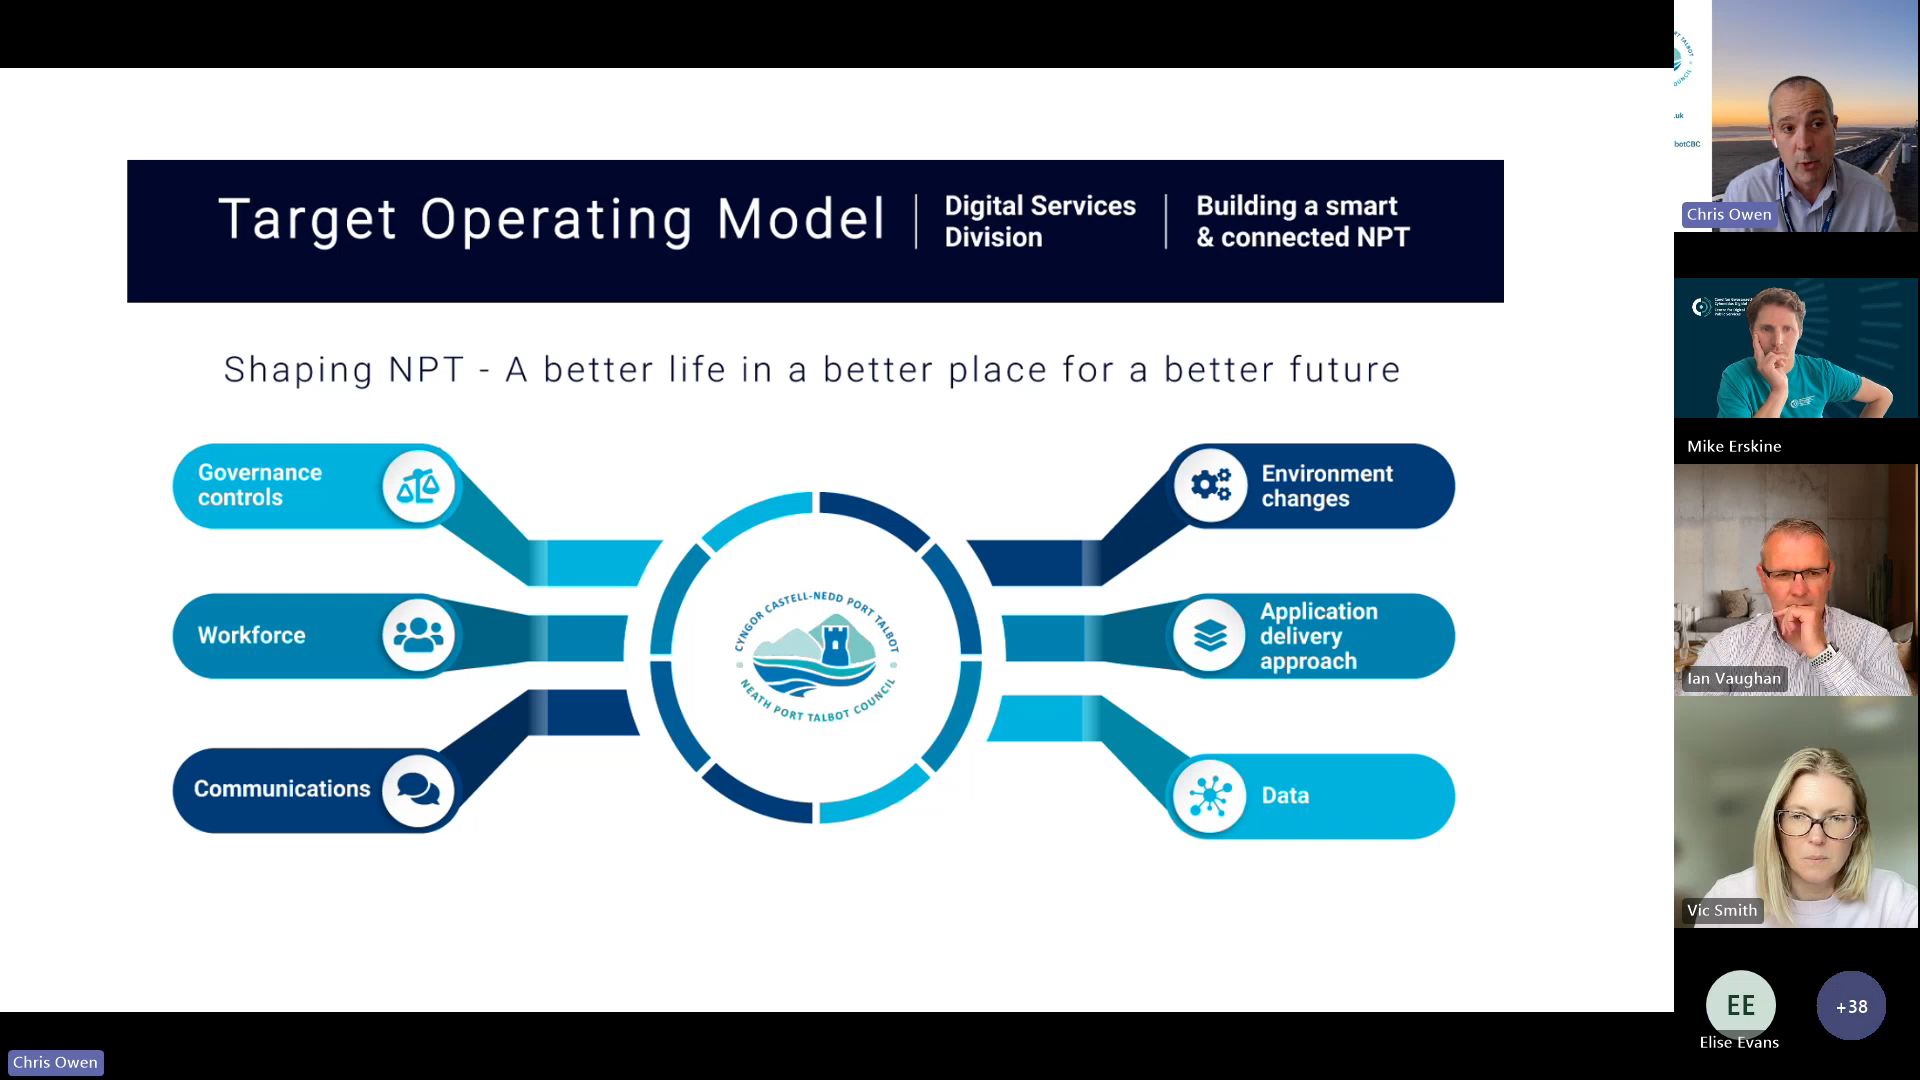 Target Operating Model
Digital Services
Division
Building a smart
& connected NPT
Shaping NPT - A better life in a better place for a better future
Governance
controls
Workforce
Communications
CYNGOR CASTELL-NEDD PORT TALBOT
NEATH PORT TALBOT COUNCIL
Environment
changes
Application
delivery
approach
Data
.uk
botCBC
Chris Owen
Mike Erskine
Ian Vaughan
Vic Smith
EE
Elise Evans
+38
Chris Owen